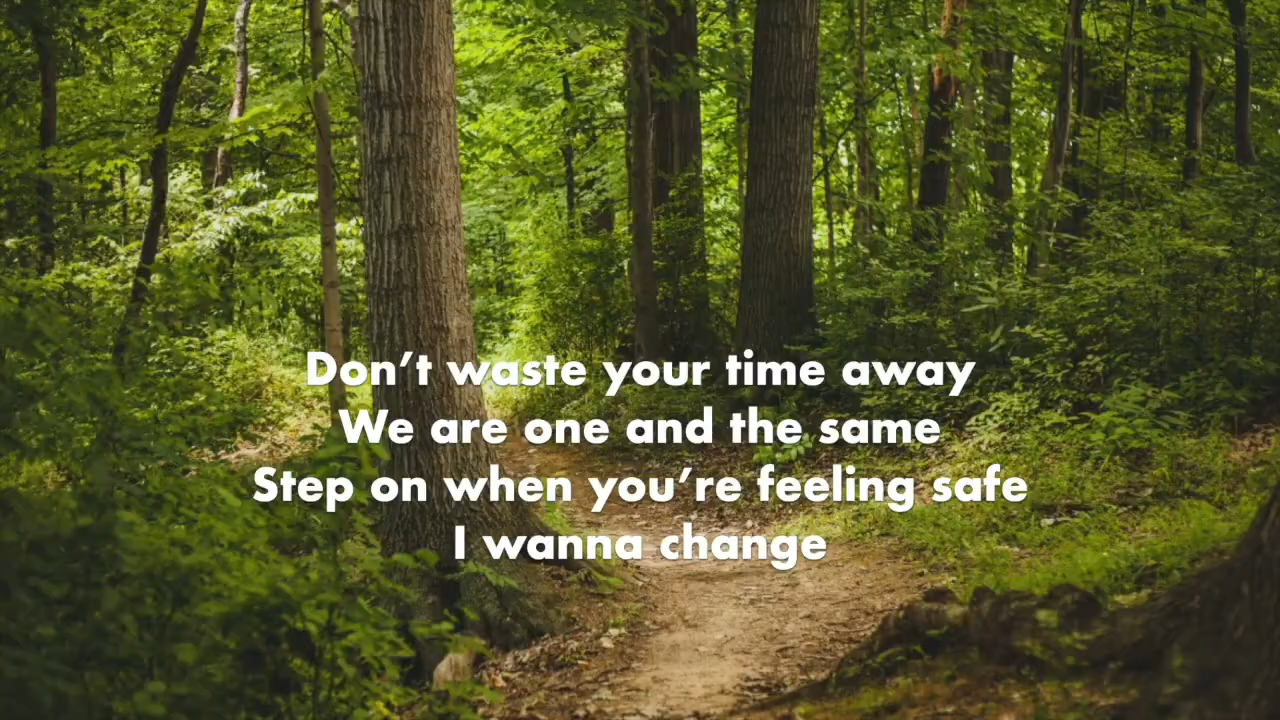 Don’t waste your time away
We are one and the same
Step on when you’re feeling safe
I wanna change